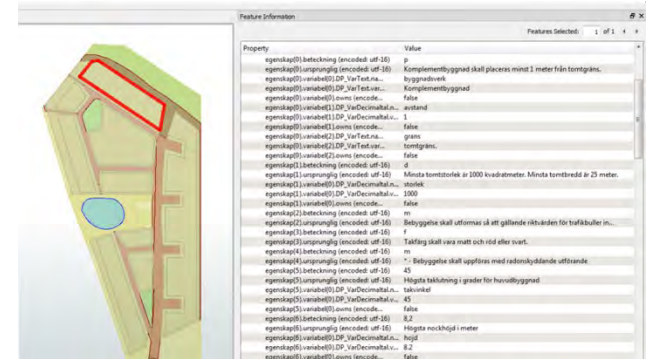 Feature Information
Features Selected: 1 of 1
Property Value
egenskap{0}.beteckning (encoded: utf-16) p
egenskap{0}.ursprunglig (encoded: utf-16) Komplementbyggnad skall placeras minst 1 meter från tomtgräns.
egenskap{0}.variabel{0}.DP_VarText.na... byggnadsverk
egenskap{0}.variabel{0}.DP_VarText.var... Komplementbyggnad
egenskap{0}.variabel{0}.owns (encode... false
egenskap{0}.variabel{1}.DP_VarDecimaltal.n... avstand
egenskap{0}.variabel{1}.DP_VarDecimaltal.v... 1
egenskap{0}.variabel{1}.owns (encode... false
egenskap{0}.variabel{2}.DP_VarText.na... grans
egenskap{0}.variabel{2}.DP_VarText.var... tomtgräns.
egenskap{0}.variabel{2}.owns (encode... false
egenskap{1}.beteckning (encoded: utf-16) d
egenskap{1}.ursprunglig (encoded: utf-16) Minsta tomtstorlek är 1000 kvadratmeter. Minsta tomtbredd är 25 meter.
egenskap{1}.variabel{0}.DP_VarDecimaltal.n... storlek
egenskap{1}.variabel{0}.DP_VarDecimaltal.v... 1000
egenskap{1}.variabel{0}.owns (encode... false
egenskap{2}.beteckning (encoded: utf-16) m
egenskap{2}.ursprunglig (encoded: utf-16) Bebyggelse skall utformas så att gällande riktvärden för trafikbuller in...
egenskap{3}.beteckning (encoded: utf-16) f
egenskap{3}.ursprunglig (encoded: utf-16) Takfärg skall vara matt och röd eller svart.
egenskap{4}.beteckning (encoded: utf-16) m
egenskap{4}.ursprunglig (encoded: utf-16) * - Bebyggelse skall uppföras med radonskyddande utförande
egenskap{5}.beteckning (encoded: utf-16) 45
egenskap{5}.ursprunglig (encoded: utf-16) Högsta taklutning i grader för huvudbyggnad
egenskap{5}.variabel{0}.DP_VarDecimaltal.n... takvinkel
egenskap{5}.variabel{0}.DP_VarDecimaltal.v... 45
egenskap{5}.variabel{0}.owns (encode... false
egenskap{6}.beteckning (encoded: utf-16) 8,2
egenskap{6}.ursprunglig (encoded: utf-16) Högsta nockhöjd i meter
egenskap{6}.variabel{0}.DP_VarDecimaltal.n... hojd
egenskap{6}.variabel{0}.DP_VarDecimaltal.v... 8.2
egenskap{6}.variabel{0}.owns (encode... false